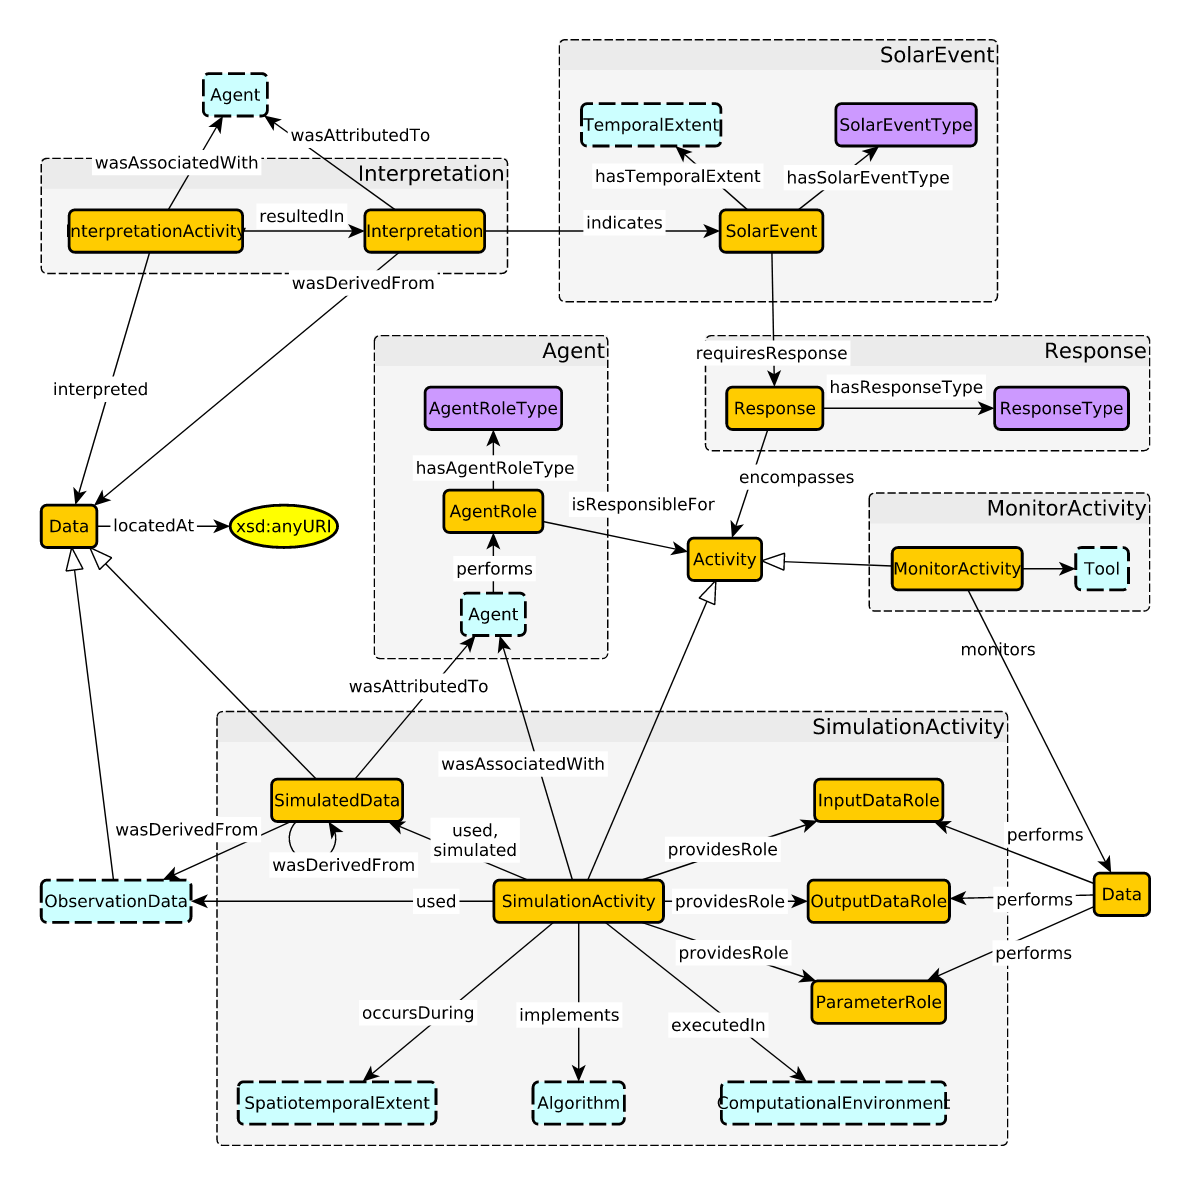 SolarEvent
Agent
TemporalExtent
SolarEventType
wasAttributedTo
wasAssociatedWith
Interpretation
hasTemporalExtent
hasSolarEventType
resultedIn
indicates
InterpretationActivity
Interpretation
SolarEvent
wasDerivedFrom
Agent
requiresResponse
Response
interpreted
hasResponseType
AgentRoleType
Response
ResponseType
hasAgentRoleType
encompasses
isResponsibleFor
MonitorActivity
AgentRole
Data
locatedAt
xsd:anyURI
Activity
performs
MonitorActivity
Tool
Agent
monitors
wasAttributedTo
SimulationActivity
wasAssociatedWith
SimulatedData
InputDataRole
wasDerivedFrom
used,
simulated
performs
wasDerivedFrom
providesRole
ObservationData
used
SimulationActivity
providesRole
OutputDataRole
performs
Data
providesRole
performs
ParameterRole
occursDuring
implements
executedIn
SpatiotemporalExtent
Algorithm
ComputationalEnvironment